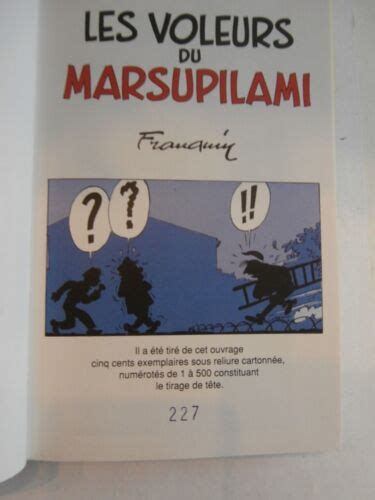 LES VOLEURS
DU
MARSUPILAMI
Franquin
? ? !!
Il a été tiré de cet ouvrage
cinq cents exemplaires sous reliure cartonnée,
numérotés de 1 à 500 constituant
le tirage de tête.
227